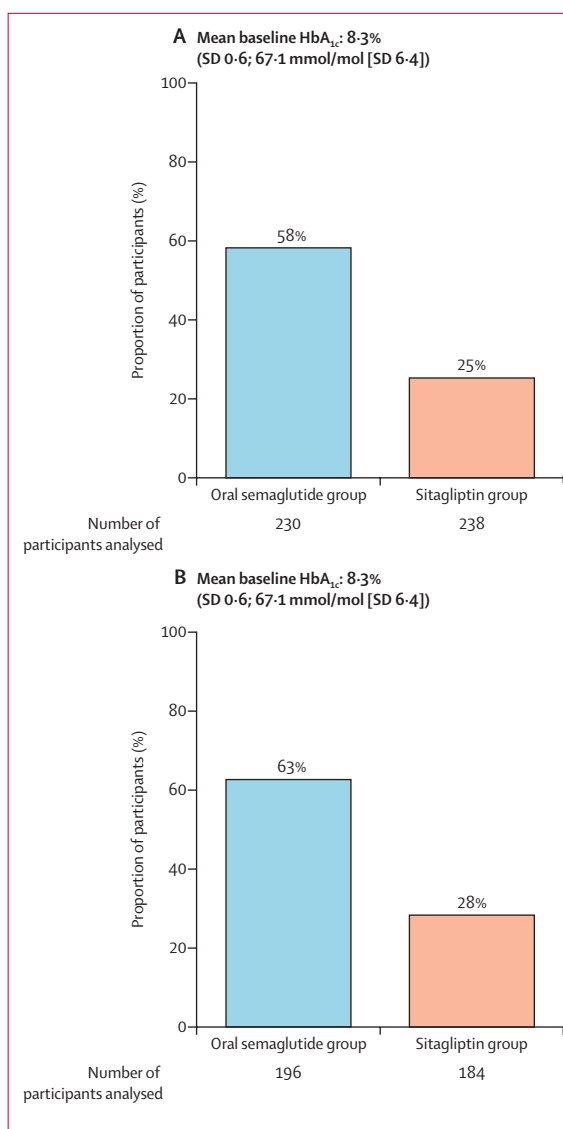 A Mean baseline HbA1c: 8·3%
(SD 0·6; 67·1 mmol/mol [SD 6·4])
100
80
60
40
20
0
Proportion of participants (%)
58%
25%
Oral semaglutide group Sitagliptin group
Number of 230 238
participants analysed
B Mean baseline HbA1c: 8·3%
(SD 0·6; 67·1 mmol/mol [SD 6·4])
100
80
60
40
20
0
Proportion of participants (%)
63%
28%
Oral semaglutide group Sitagliptin group
Number of 196 184
participants analysed